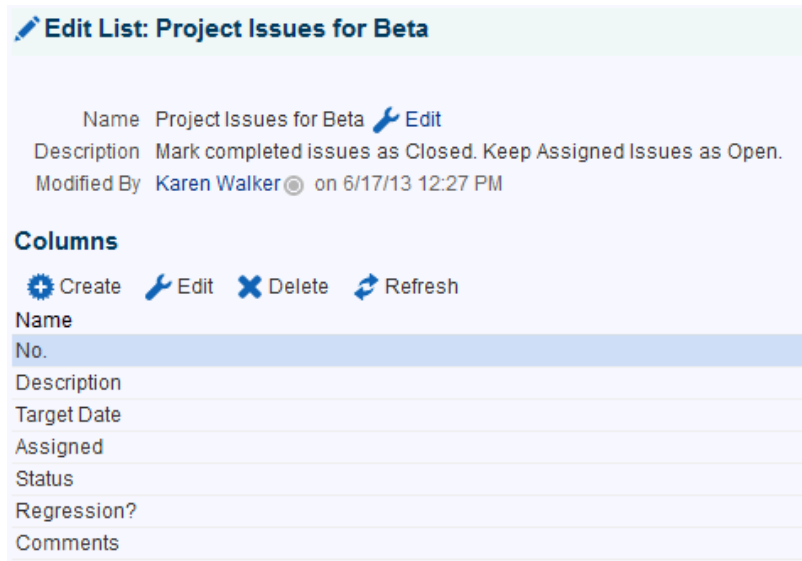 Edit List: Project Issues for Beta
Name Project Issues for Beta Edit
Description Mark completed issues as Closed. Keep Assigned Issues as Open.
Modified By Karen Walker on 6/17/13 12:27 PM
Columns
Create Edit Delete Refresh
Name
No.
Description
Target Date
Assigned
Status
Regression?
Comments